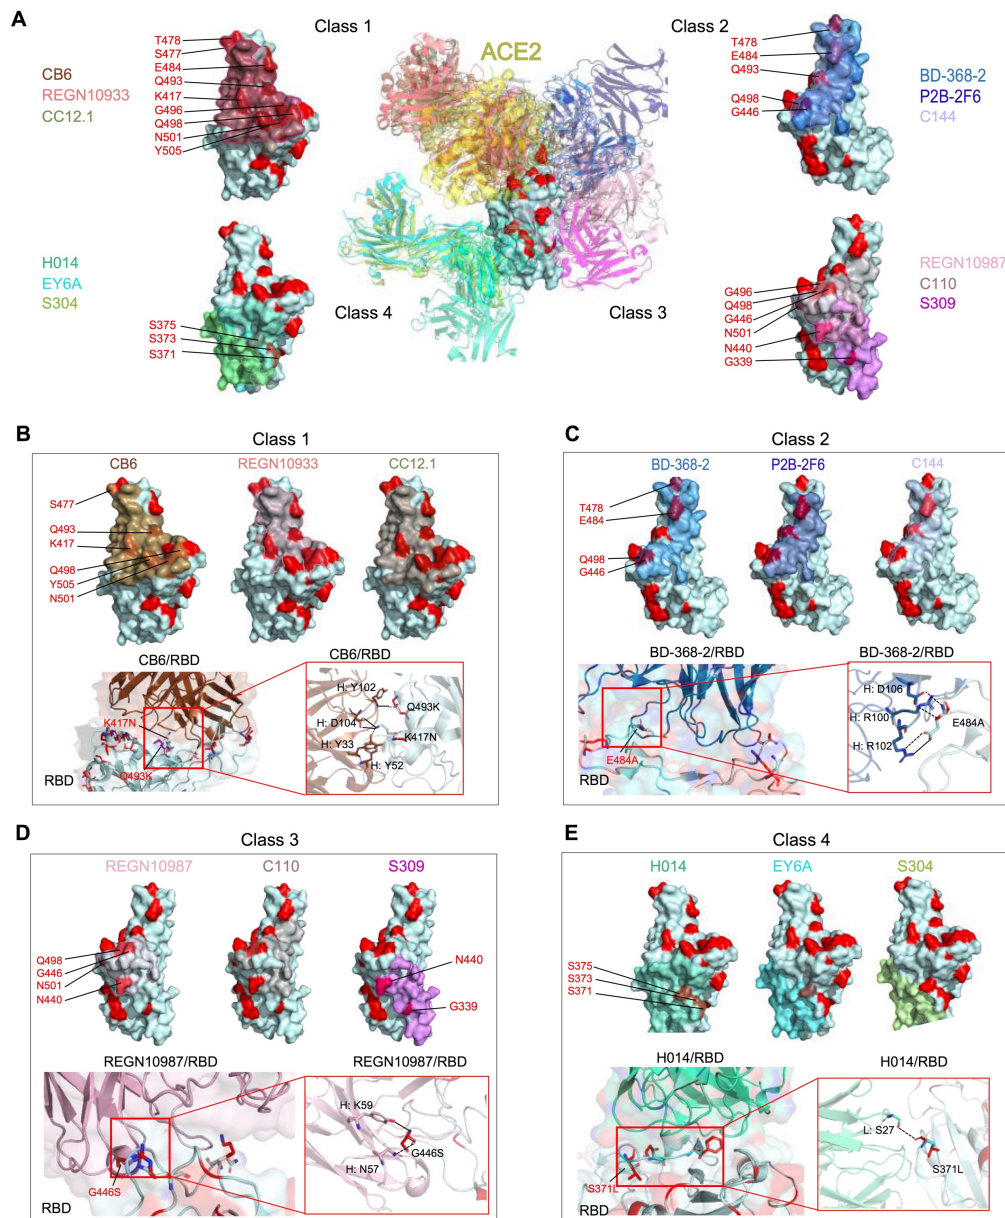 A
Class 1
ACE2
Class 2
CB6
REGN10933
CC12.1
T478
S477
E484
Q493
K417
G496
Q498
N501
Y505
T478
E484
Q493
Q498
G446
BD-368-2
P2B-2F6
C144
H014
EY6A
S304
S375
S373
S371
Class 4
Class 3
G496
Q498
G446
N501
N440
G339
REGN10987
C110
S309
B
Class 1
CB6
REGN10933
CC12.1
S477
Q493
K417
Q498
Y505
N501
CB6/RBD
K417N
Q493K
RBD
CB6/RBD
H: Y102
Q493K
H: D104
K417N
H: Y33
H: Y52
C
Class 2
BD-368-2
P2B-2F6
C144
T478
E484
Q498
G446
BD-368-2/RBD
E484A
RBD
BD-368-2/RBD
H: D106
H: R100
E484A
H: R102
D
Class 3
REGN10987
C110
S309
Q498
G446
N501
N440
N440
G339
REGN10987/RBD
G446S
RBD
REGN10987/RBD
H: K59
G446S
H: N57
E
Class 4
H014
EY6A
S304
S375
S373
S371
H014/RBD
S371L
RBD
H014/RBD
L: S27
S371L